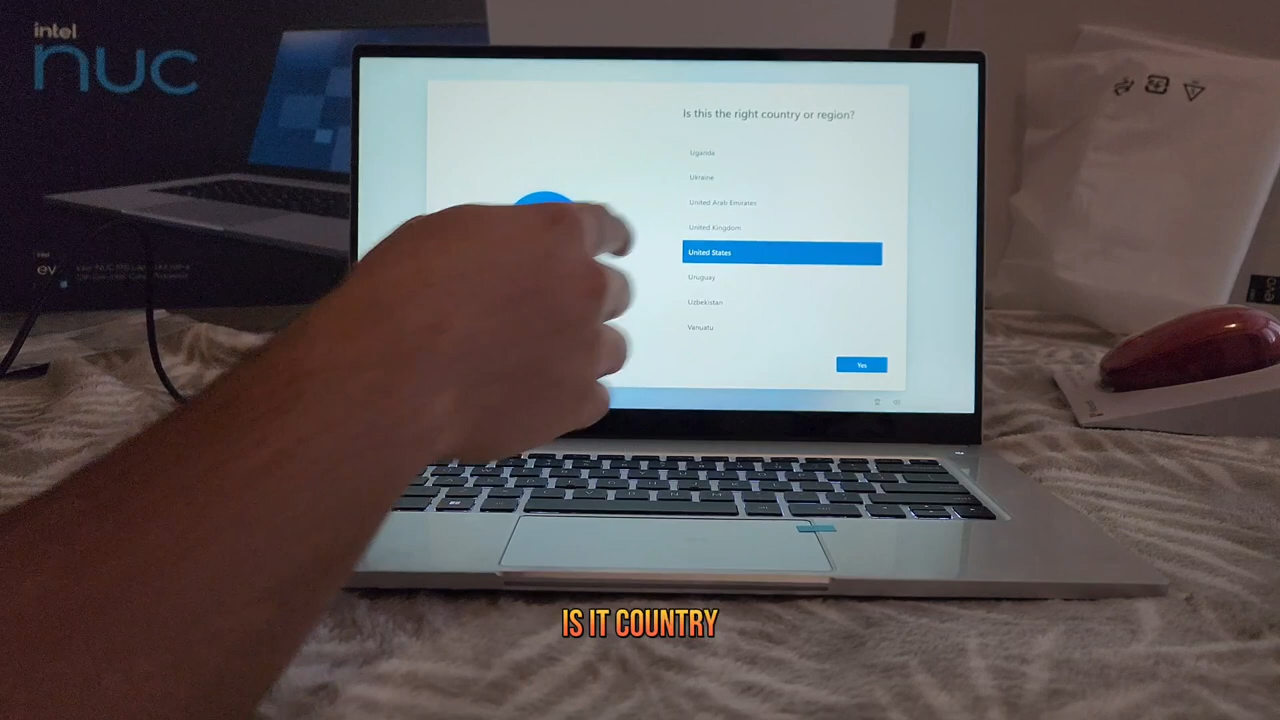 intel
nuc
Is this the right country or region?
Uganda
Ukraine
United Arab Emirates
United Kingdom
United States
Uruguay
Uzbekistan
Vanuatu
Yes
evo
IS IT COUNTRY